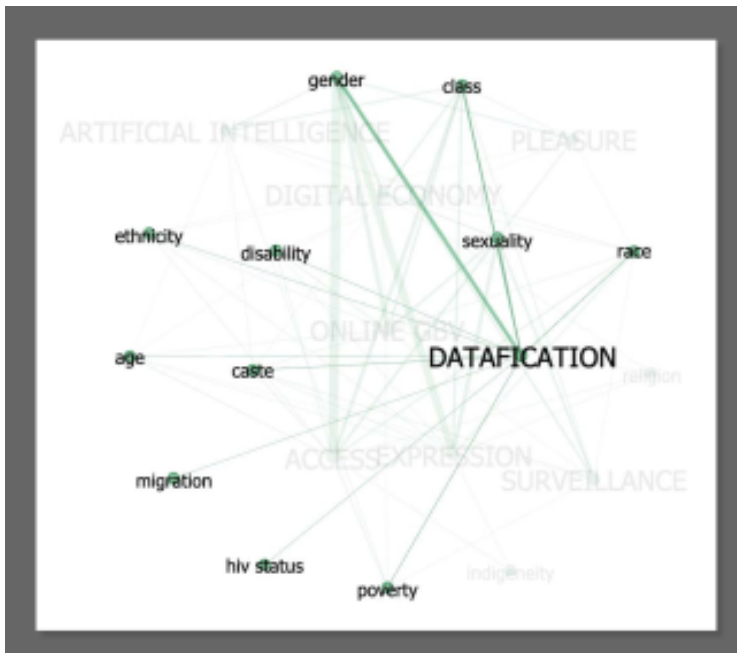 gender
class
ARTIFICIAL INTELLIGENCE
PLEASURE
DIGITAL ECONOMY
ethnicity
disability
sexuality
race
ONLINE GBV
age
caste
DATAFICATION
religion
ACCESS
EXPRESSION
migration
SURVEILLANCE
hiv status
indigeneity
poverty